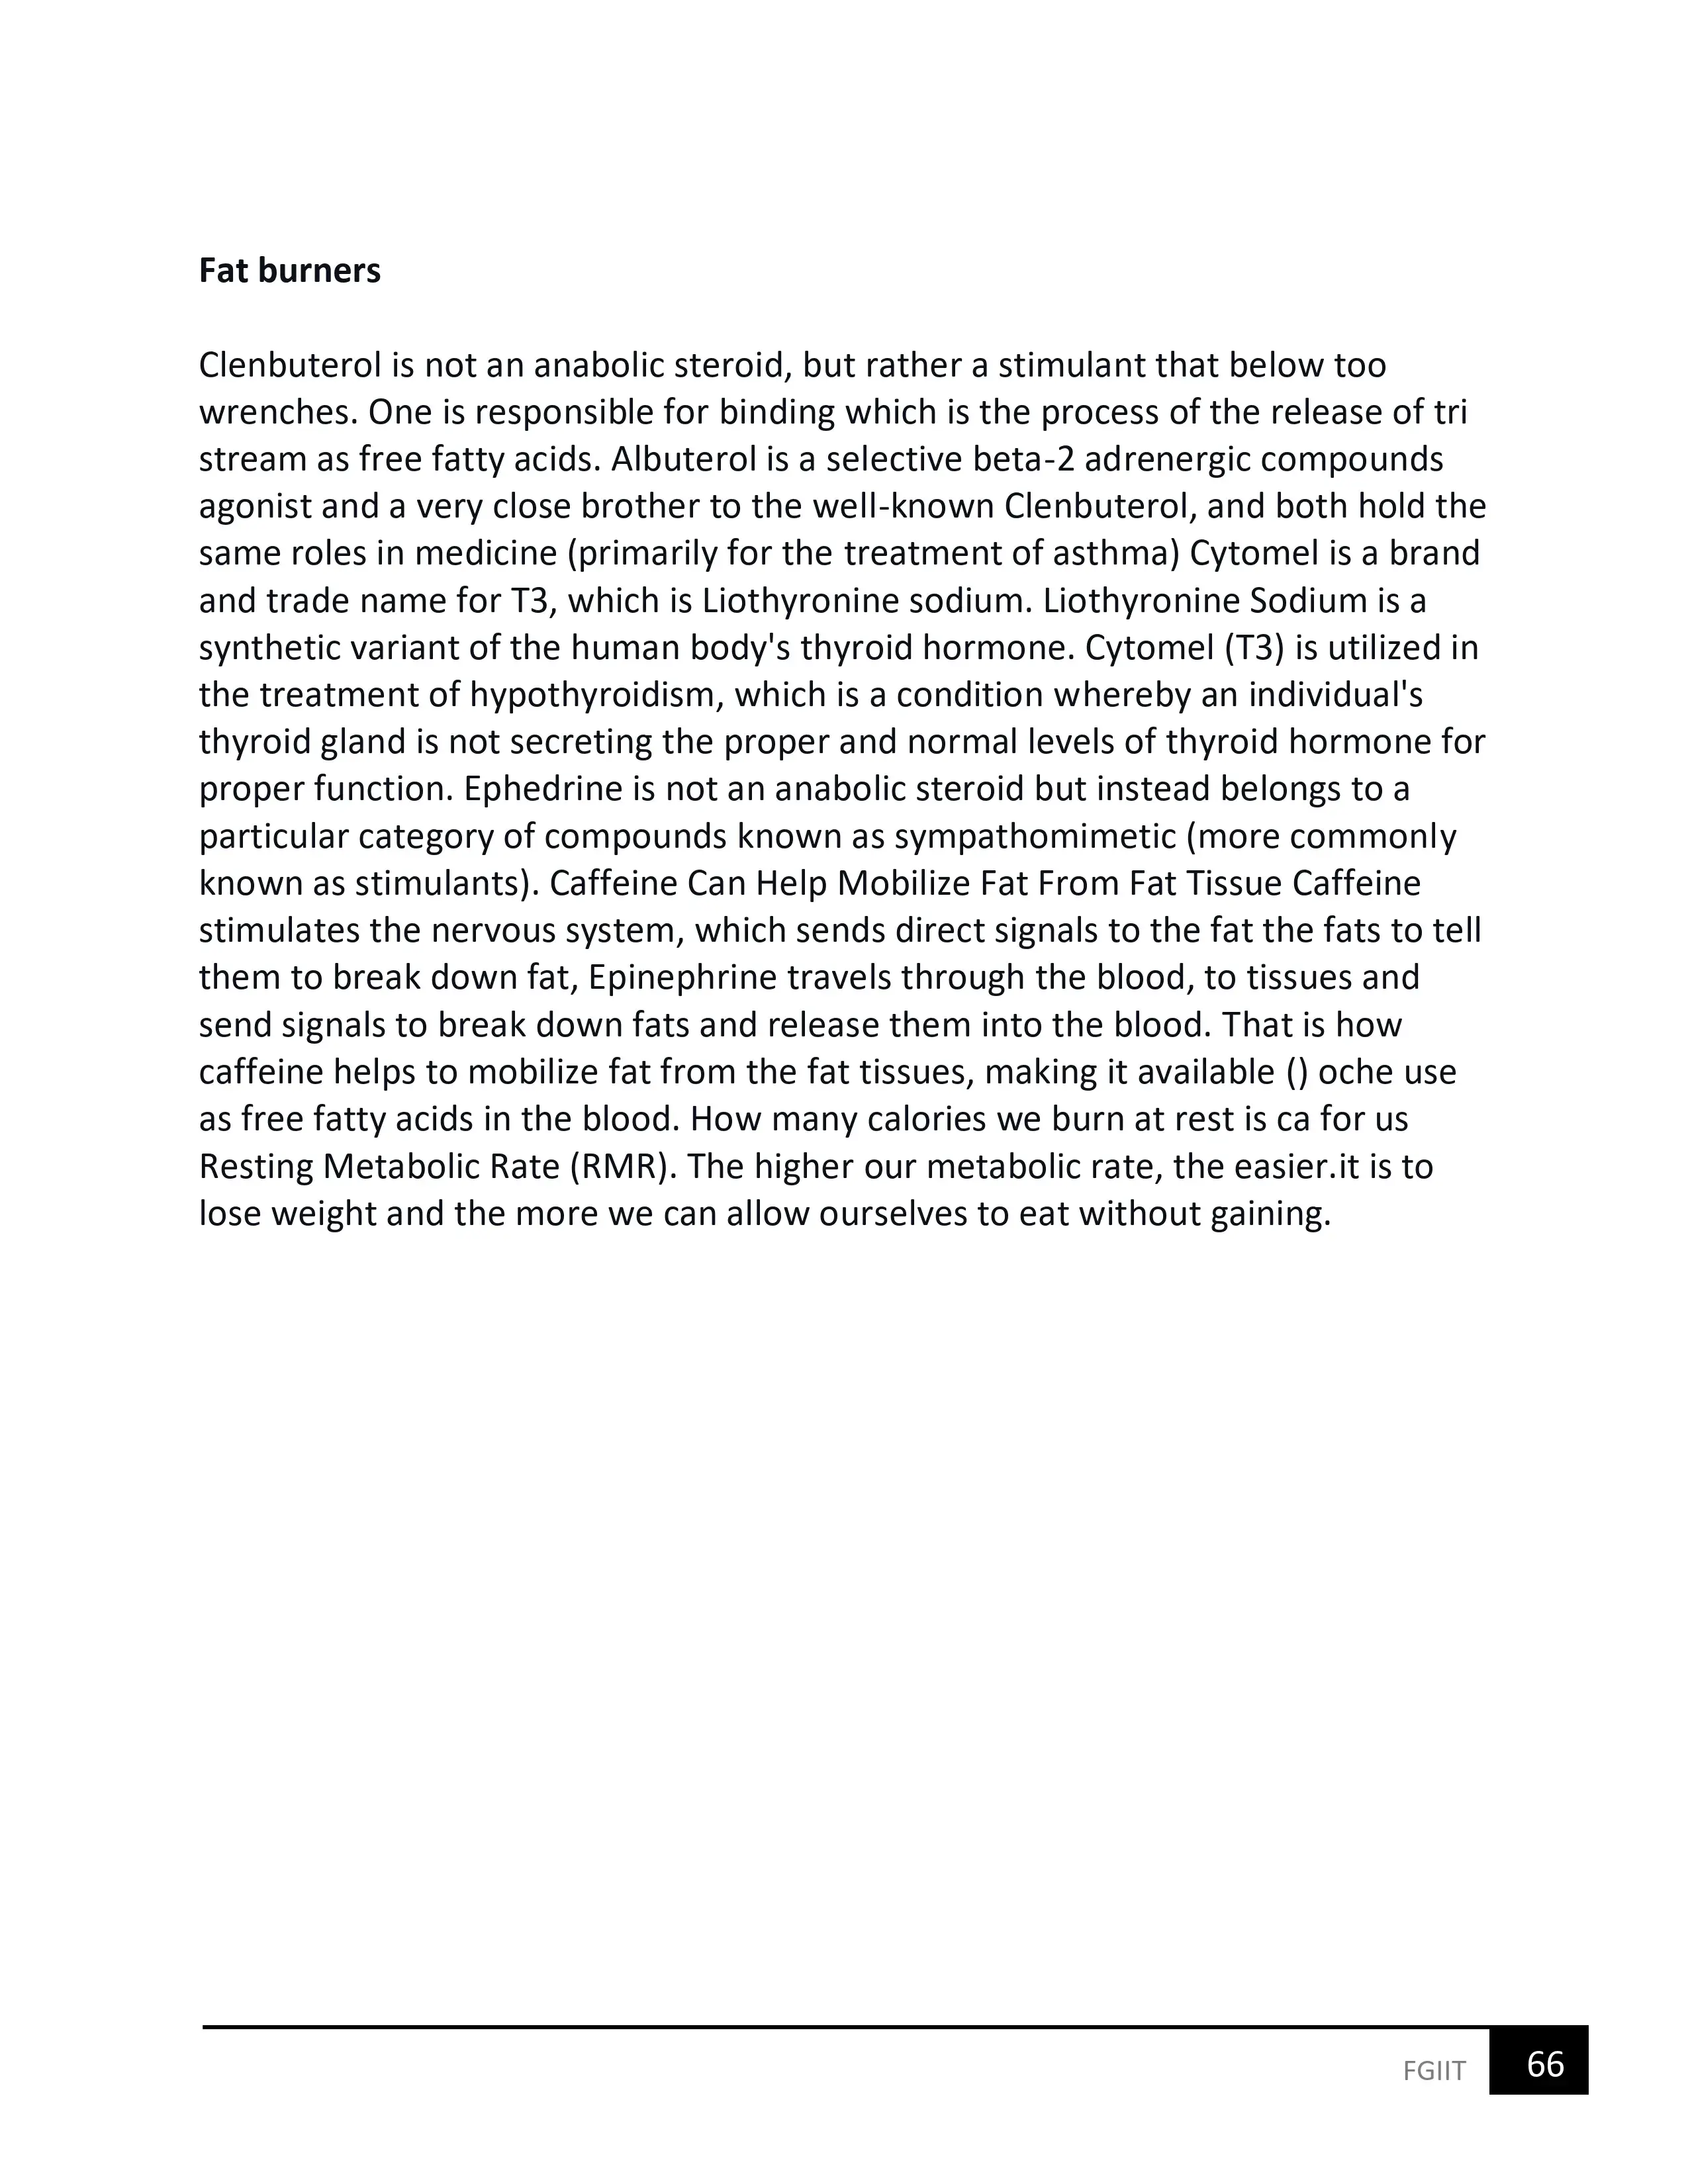 Fat burners
Clenbuterol is not an anabolic steroid, but rather a stimulant that below too
wrenches. One is responsible for binding which is the process of the release of tri
stream as free fatty acids. Albuterol is a selective beta-2 adrenergic compounds
agonist and a very close brother to the well-known Clenbuterol, and both hold the
same roles in medicine (primarily for the treatment of asthma) Cytomel is a brand
and trade name for T3, which is Liothyronine sodium. Liothyronine Sodium is a
synthetic variant of the human body's thyroid hormone. Cytomel (T3) is utilized in
the treatment of hypothyroidism, which is a condition whereby an individual's
thyroid gland is not secreting the proper and normal levels of thyroid hormone for
proper function. Ephedrine is not an anabolic steroid but instead belongs to a
particular category of compounds known as sympathomimetic (more commonly
known as stimulants). Caffeine Can Help Mobilize Fat From Fat Tissue Caffeine
stimulates the nervous system, which sends direct signals to the fat the fats to tell
them to break down fat, Epinephrine travels through the blood, to tissues and
send signals to break down fats and release them into the blood. That is how
caffeine helps to mobilize fat from the fat tissues, making it available () oche use
as free fatty acids in the blood. How many calories we burn at rest is ca for us
Resting Metabolic Rate (RMR). The higher our metabolic rate, the easier.it is to
lose weight and the more we can allow ourselves to eat without gaining.
FGIIT 66